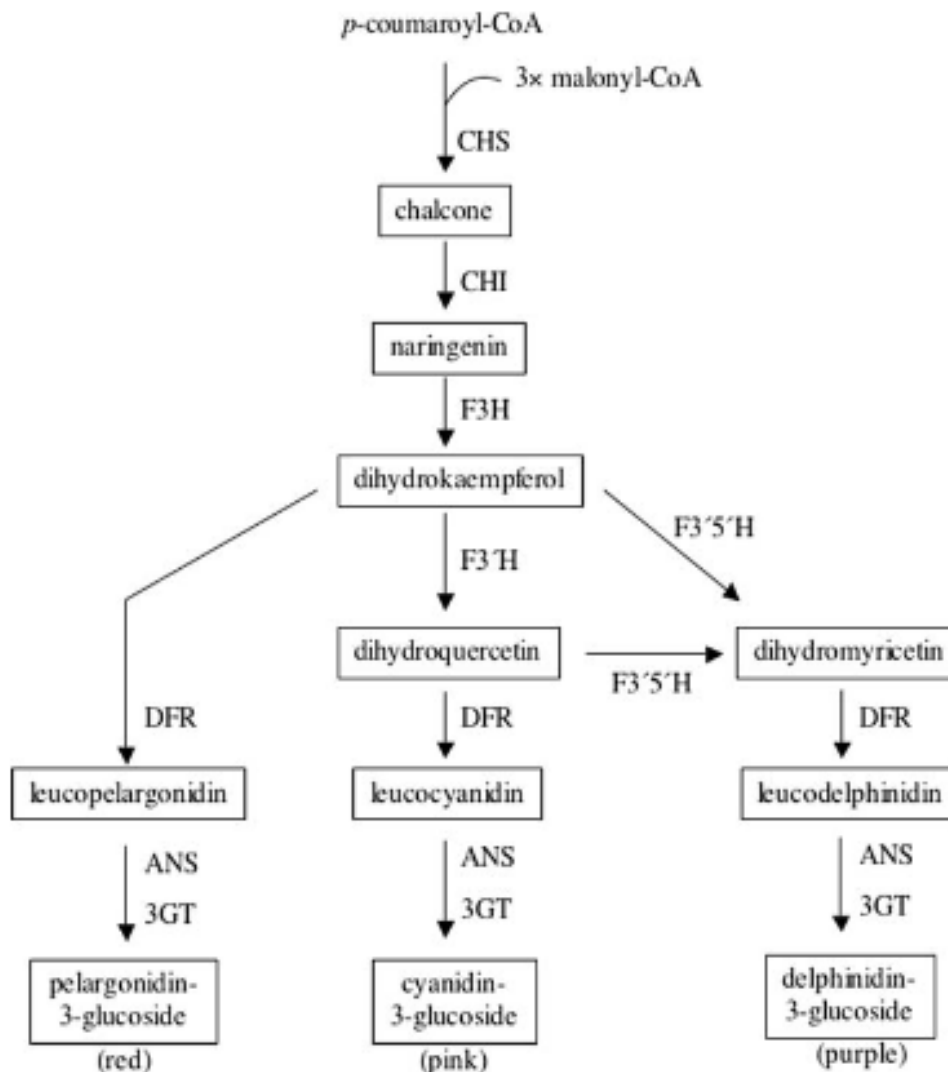 p-coumaroyl-CoA
3× malonyl-CoA
CHS
chalcone
CHI
naringenin
F3H
dihydrokaempferol
F3´5´H
F3´H
dihydroquercetin
dihydromyricetin
F3´5´H
DFR
DFR
DFR
leucopelargonidin
leucocyanidin
leucodelphinidin
ANS
ANS
ANS
3GT
3GT
3GT
pelargonidin-
3-glucoside
(red)
cyanidin-
3-glucoside
(pink)
delphinidin-
3-glucoside
(purple)